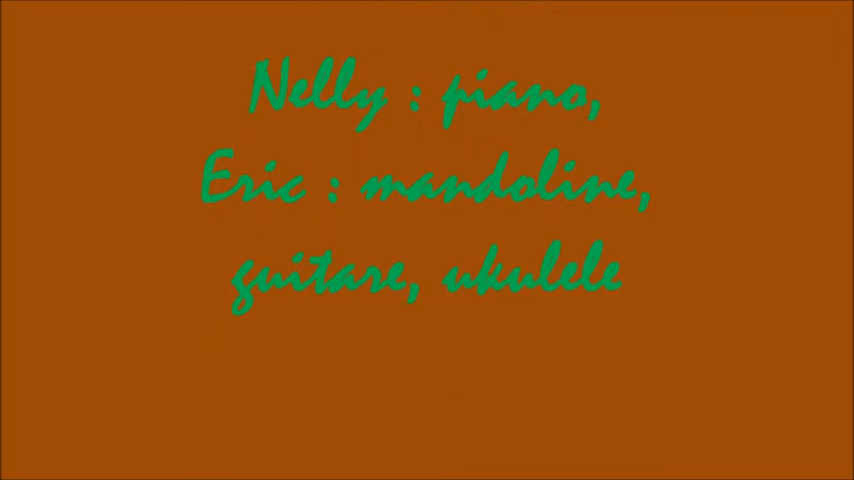 Nelly : piano,
Eric : mandoline,
guitare, ukulele